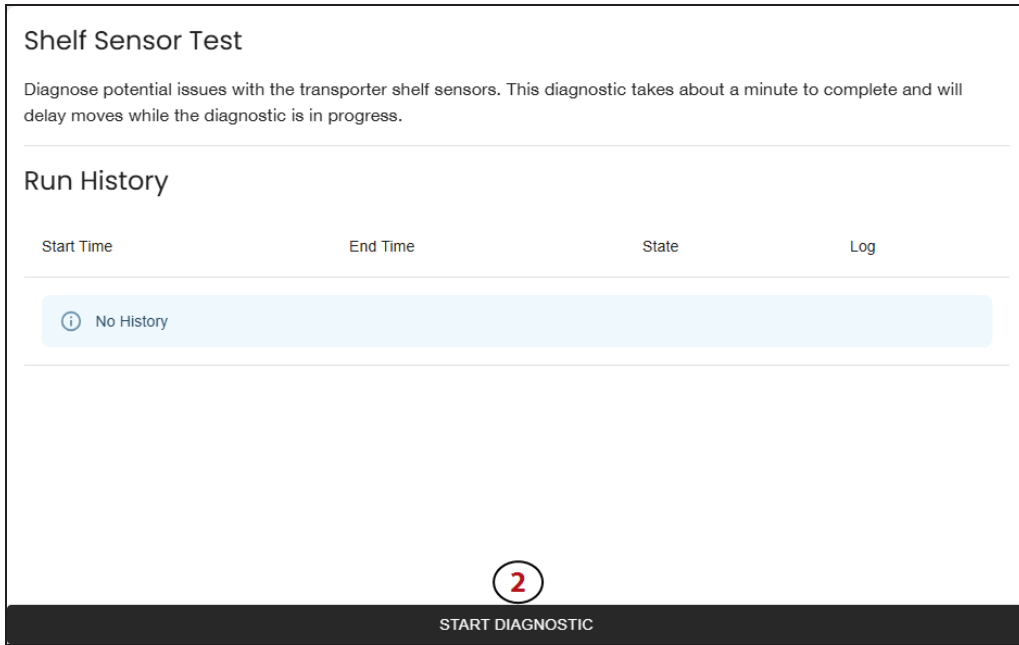 Shelf Sensor Test
Diagnose potential issues with the transporter shelf sensors. This diagnostic takes about a minute to complete and will
delay moves while the diagnostic is in progress.
Run History
Start Time End Time State Log
No History
2
START DIAGNOSTIC